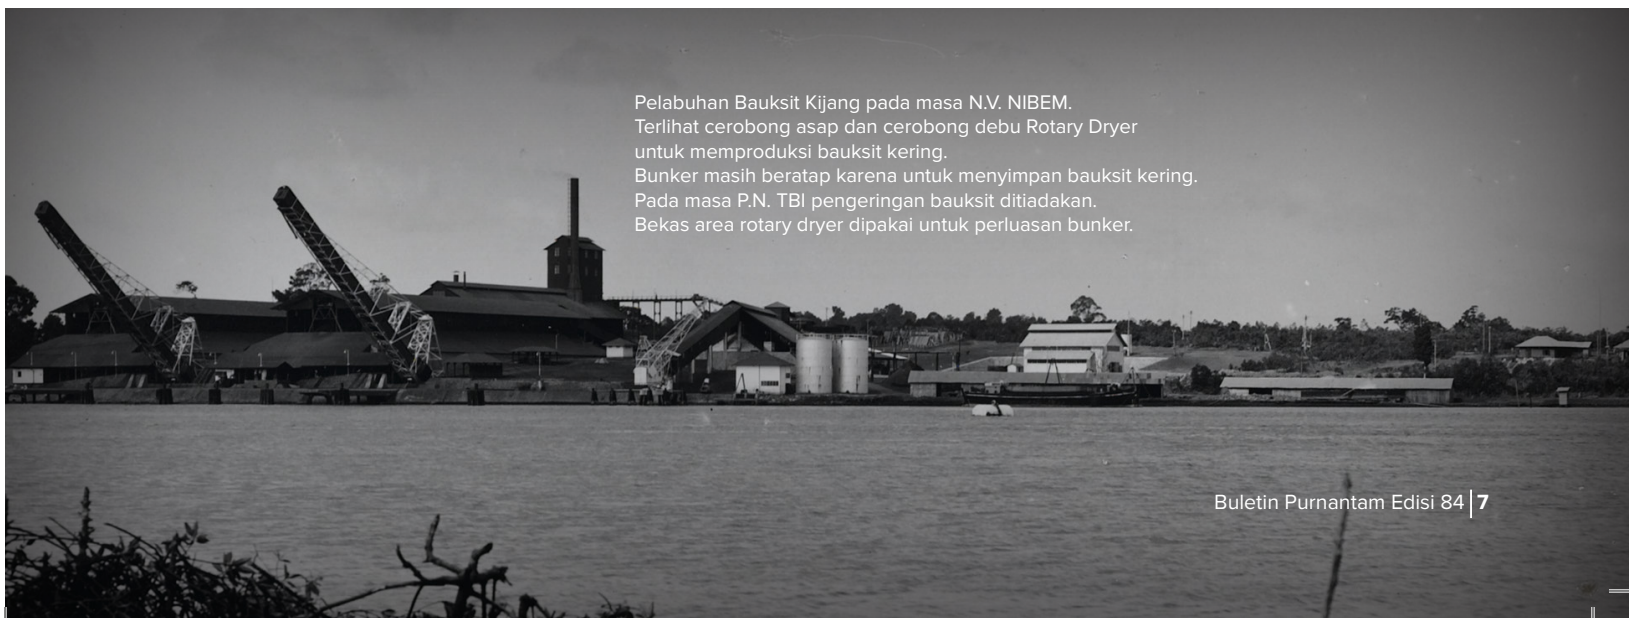 Pelabuhan Bauksit Kijang pada masa N.V. NIBEM.
Terlihat cerobong asap dan cerobong debu Rotary Dryer
untuk memproduksi bauksit kering.
Bunker masih beratap karena untuk menyimpan bauksit kering.
Pada masa P.N. TBI pengeringan bauksit ditiadakan.
Bekas area rotary dryer dipakai untuk perluasan bunker.
Buletin Purnantam Edisi 84 | 7